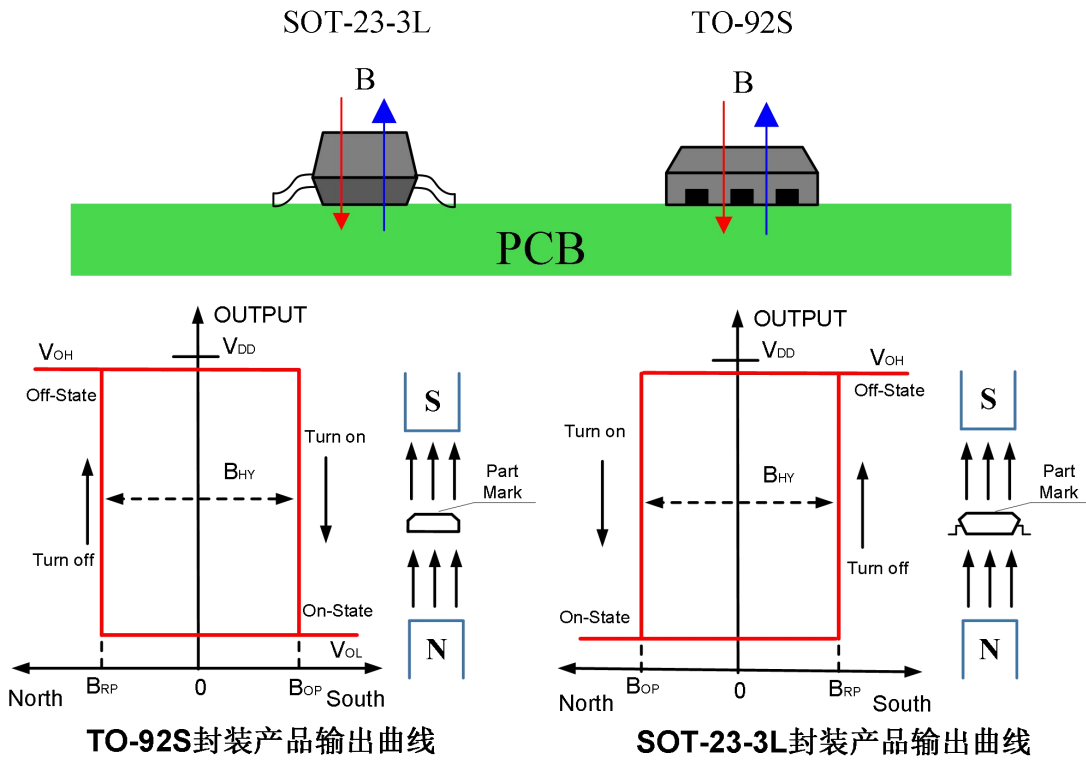 SOT-23-3L
TO-92S
B
B
PCB
OUTPUT
VDD
VOH
Off-State
Turn on
BHY
Turn off
On-State
VOL
BRP
0
BOP
North
South
S
Part
Mark
N
TO-92S封装产品输出曲线
OUTPUT
VDD
VOH
Off-State
Turn on
BHY
Turn off
On-State
BOP
0
BRP
North
South
S
Part
Mark
N
SOT-23-3L封装产品输出曲线